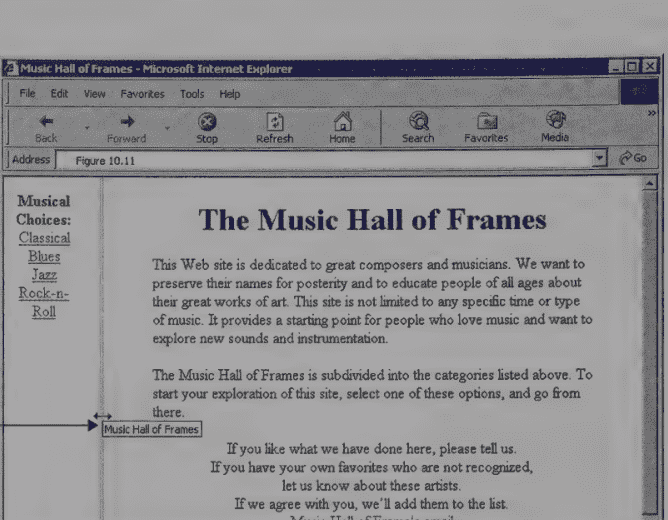 Music Hall of Frames - Microsoft Internet Explorer
File Edit View Favorites Tools Help
Back Forward Stop Refresh Home Search Favorites Media
Address Figure 10.11 Go
Musical
Choices:
Classical
Blues
Jazz
Rock-n-
Roll
The Music Hall of Frames
This Web site is dedicated to great composers and musicians. We want to
preserve their names for posterity and to educate people of all ages about
their great works of art. This site is not limited to any specific time or type
of music. It provides a starting point for people who love music and want to
explore new sounds and instrumentation.
The Music Hall of Frames is subdivided into the categories listed above. To
start your exploration of this site, select one of these options, and go from
there.
Music Hall of Frames
If you like what we have done here, please tell us.
If you have your own favorites who are not recognized,
let us know about these artists.
If we agree with you, we'll add them to the list.
Music Hall of Frame's email